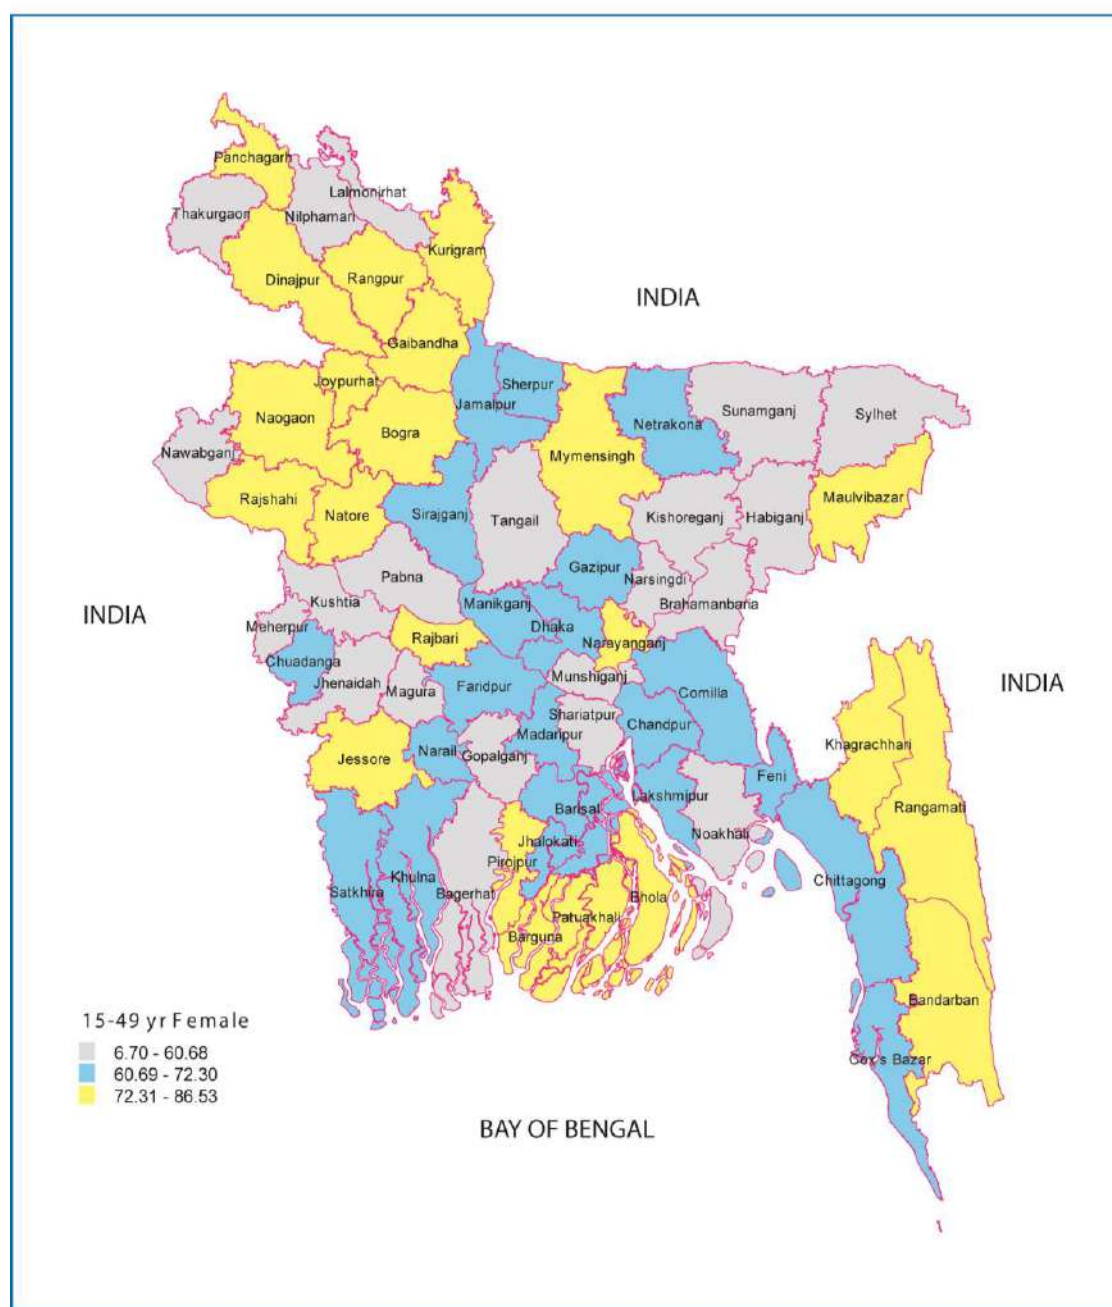 Panchagarh
Lalmonirhat
Thakurgaon
Nilphamari
Kurigram
Dinajpur
Rangpur
INDIA
Gaibandha
Joypurhat
Sherpur
Jamalpur
Naogaon
Netrakona
Sunamganj
Sylhet
Bogra
Nawabganj
Mymensingh
Rajshahi
Natore
Maulvibazar
Sirajganj
Tangail
Kishoreganj
Habiganj
Gazipur
Pabna
Narsingdi
Kushtia
Manikganj
Brahamanbaria
INDIA
Meherpur
Dhaka
Rajbari
Narayanganj
Chuadanga
Munshiganj
Jhenaidah
Magura
Faridpur
Comilla
INDIA
Shariatpur
Chandpur
Madaripur
Khagrachhari
Narail
Gopalganj
Jessore
Feni
Lakshmipur
Rangamati
Barisal
Noakhali
Jhalokati
Pirojpur
Khulna
Chittagong
Satkhira
Bagerhat
Bhola
Patuakhali
Barguna
Bandarban
15-49 yr Female
6.70 - 60.68
60.69 - 72.30
72.31 - 86.53
Cox's Bazar
BAY OF BENGAL